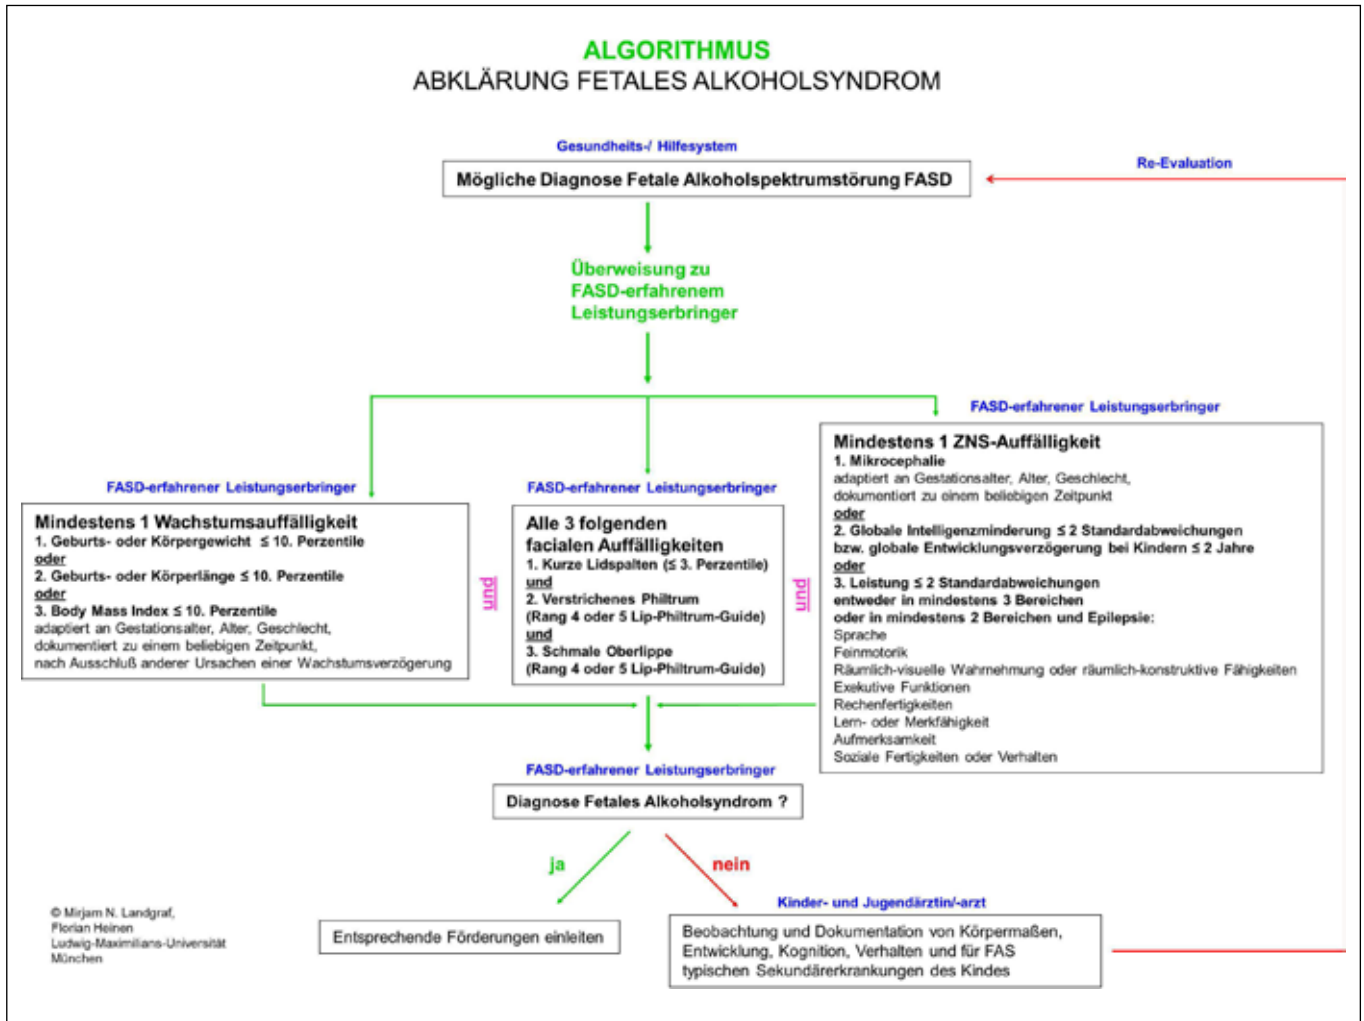 ALGORITHMUS
ABKLÄRUNG FETALES ALKOHOLSYNDROM
Gesundheits-/ Hilfesystem
Mögliche Diagnose Fetale Alkoholspektrumstörung FASD
Re-Evaluation
Überweisung zu
FASD-erfahrenem
Leistungserbringer
FASD-erfahrener Leistungserbringer
Mindestens 1 Wachstumsauffälligkeit
1. Geburts- oder Körpergewicht ≤ 10. Perzentile
oder
2. Geburts- oder Körperlänge ≤ 10. Perzentile
oder
3. Body Mass Index ≤ 10. Perzentile
adaptiert an Gestationsalter, Alter, Geschlecht,
dokumentiert zu einem beliebigen Zeitpunkt,
nach Ausschluß anderer Ursachen einer Wachstumsverzögerung
und
FASD-erfahrener Leistungserbringer
Alle 3 folgenden
facialen Auffälligkeiten
1. Kurze Lidspalten (≤ 3. Perzentile)
und
2. Verstrichenes Philtrum
(Rang 4 oder 5 Lip-Philtrum-Guide)
und
3. Schmale Oberlippe
(Rang 4 oder 5 Lip-Philtrum-Guide)
und
FASD-erfahrener Leistungserbringer
Mindestens 1 ZNS-Auffälligkeit
1. Mikrocephalie
adaptiert an Gestationsalter, Alter, Geschlecht,
dokumentiert zu einem beliebigen Zeitpunkt
oder
2. Globale Intelligenzminderung ≤ 2 Standardabweichungen
bzw. globale Entwicklungsverzögerung bei Kindern ≤ 2 Jahre
oder
3. Leistung ≤ 2 Standardabweichungen
entweder in mindestens 3 Bereichen
oder in mindestens 2 Bereichen und Epilepsie:
Sprache
Feinmotorik
Räumlich-visuelle Wahrnehmung oder räumlich-konstruktive Fähigkeiten
Exekutive Funktionen
Rechenfertigkeiten
Lern- oder Merkfähigkeit
Aufmerksamkeit
Soziale Fertigkeiten oder Verhalten
FASD-erfahrener Leistungserbringer
Diagnose Fetales Alkoholsyndrom ?
ja
nein
Entsprechende Förderungen einleiten
Kinder- und Jugendärztin/-arzt
Beobachtung und Dokumentation von Körpermaßen,
Entwicklung, Kognition, Verhalten und für FAS
typischen Sekundärerkrankungen des Kindes
© Mirjam N. Landgraf,
Florian Heinen
Ludwig-Maximilians-Universität
München